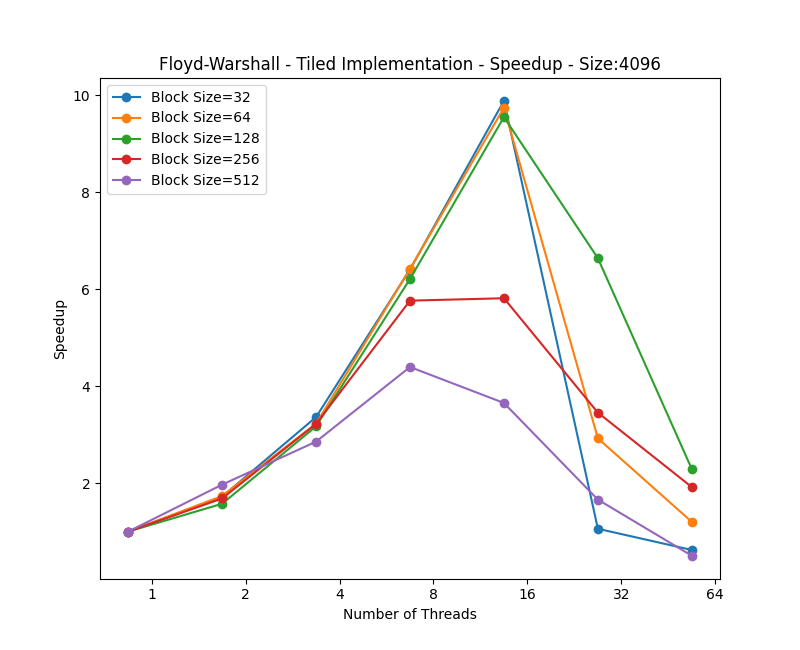 Floyd-Warshall - Tiled Implementation - Speedup - Size:4096
Block Size=32
Block Size=64
Block Size=128
Block Size=256
Block Size=512
Speedup
10
8
6
4
2
1 2 4 8 16 32 64
Number of Threads